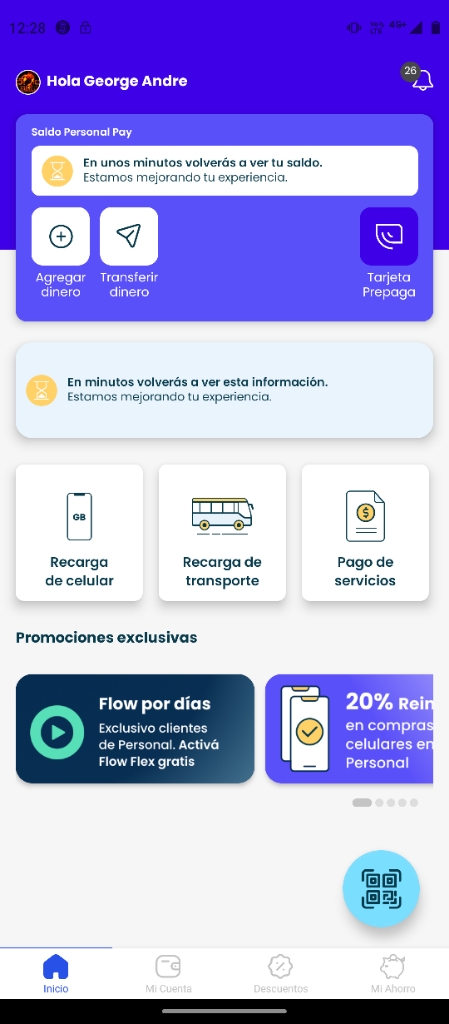 12:28
4G+
Hola George Andre
26
Saldo Personal Pay
En unos minutos volverás a ver tu saldo.
Estamos mejorando tu experiencia.
Agregar
dinero
Transferir
dinero
Tarjeta
Prepaga
En minutos volverás a ver esta información.
Estamos mejorando tu experiencia.
GB
Recarga
de celular
Recarga de
transporte
$
Pago de
servicios
Promociones exclusivas
Flow por días
Exclusivo clientes
de Personal. Activá
Flow Flex gratis
20% Rein
en compras
celulares en
Personal
Inicio
Mi Cuenta
Descuentos
Mi Ahorro